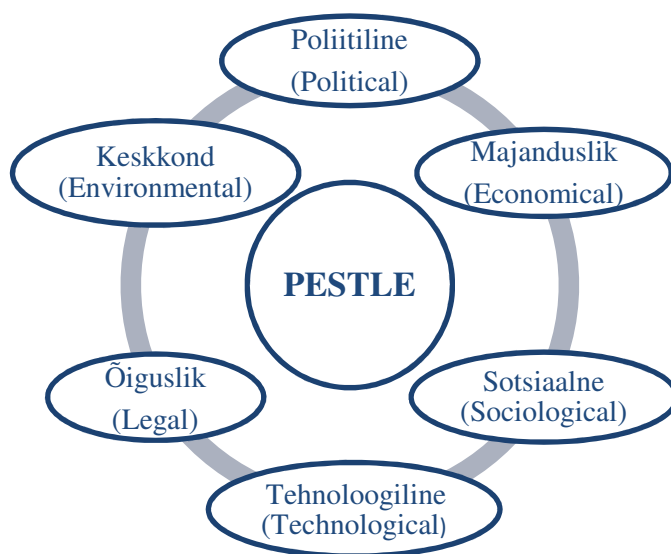 Poliitiline
(Political)
Majanduslik
(Economical)
Sotsiaalne
(Sociological)
Tehnoloogiline
(Technological)
Õiguslik
(Legal)
Keskkond
(Environmental)
PESTLE